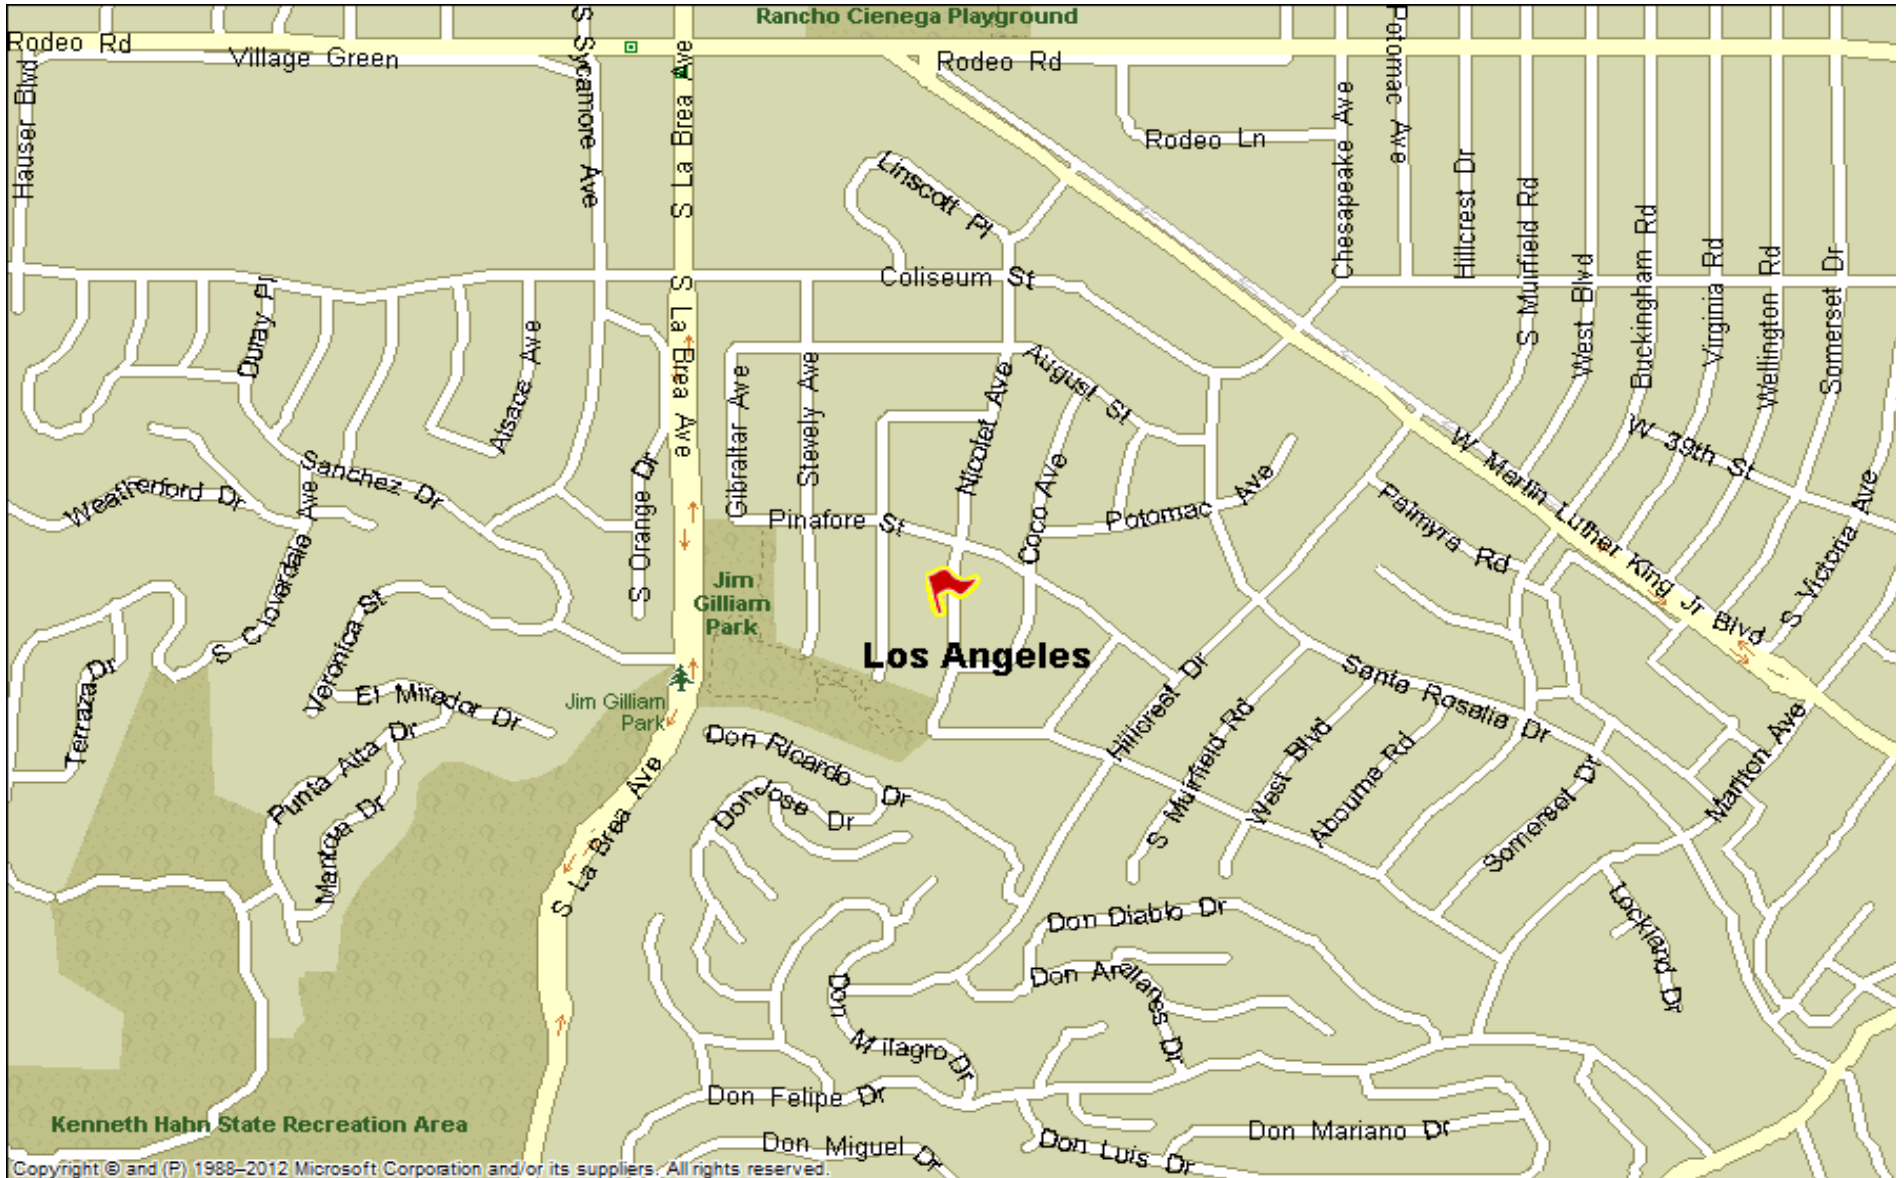 Rancho Cienega Playground
Rodeo Rd
Village Green
Rodeo Rd
Hauser Blvd
S Sycamore Ave
S La Brea Ave
Rodeo Ln
Chesapeake Ave
Potomac Ave
Hillcrest Dr
S Muirfield Rd
West Blvd
Buckingham Rd
Virginia Rd
Wellington Rd
Somerset Dr
Linscott Pl
Coliseum St
Duray Pl
Alsace Ave
S La Brea Ave
Gibraltar Ave
Stevely Ave
Nicolet Ave
August St
Coco Ave
W 39th St
W Martin Luther King Jr Blvd
S Victoria Ave
Sanchez Dr
Weatherford Dr
S Cloverdale Ave
S Orange Dr
Pinafore St
Potomac Ave
Palmyra Rd
Jim
Gilliam
Park
Los Angeles
Veronica St
El Mirador Dr
Terraza Dr
Punta Alta Dr
Mantova Dr
Jim Gilliam
Park
S La Brea Ave
Don Ricardo Dr
Don Jose Dr
Hillcrest Dr
S Muirfield Rd
West Blvd
Abourne Rd
Santa Rosalia Dr
Somerset Dr
Marlton Ave
Lockland Dr
Don Diablo Dr
Don Arellanes Dr
Don Milagro Dr
Don Felipe Dr
Don Miguel Dr
Don Luis Dr
Don Mariano Dr
Kenneth Hahn State Recreation Area
Copyright © and (P) 1988–2012 Microsoft Corporation and/or its suppliers. All rights reserved.